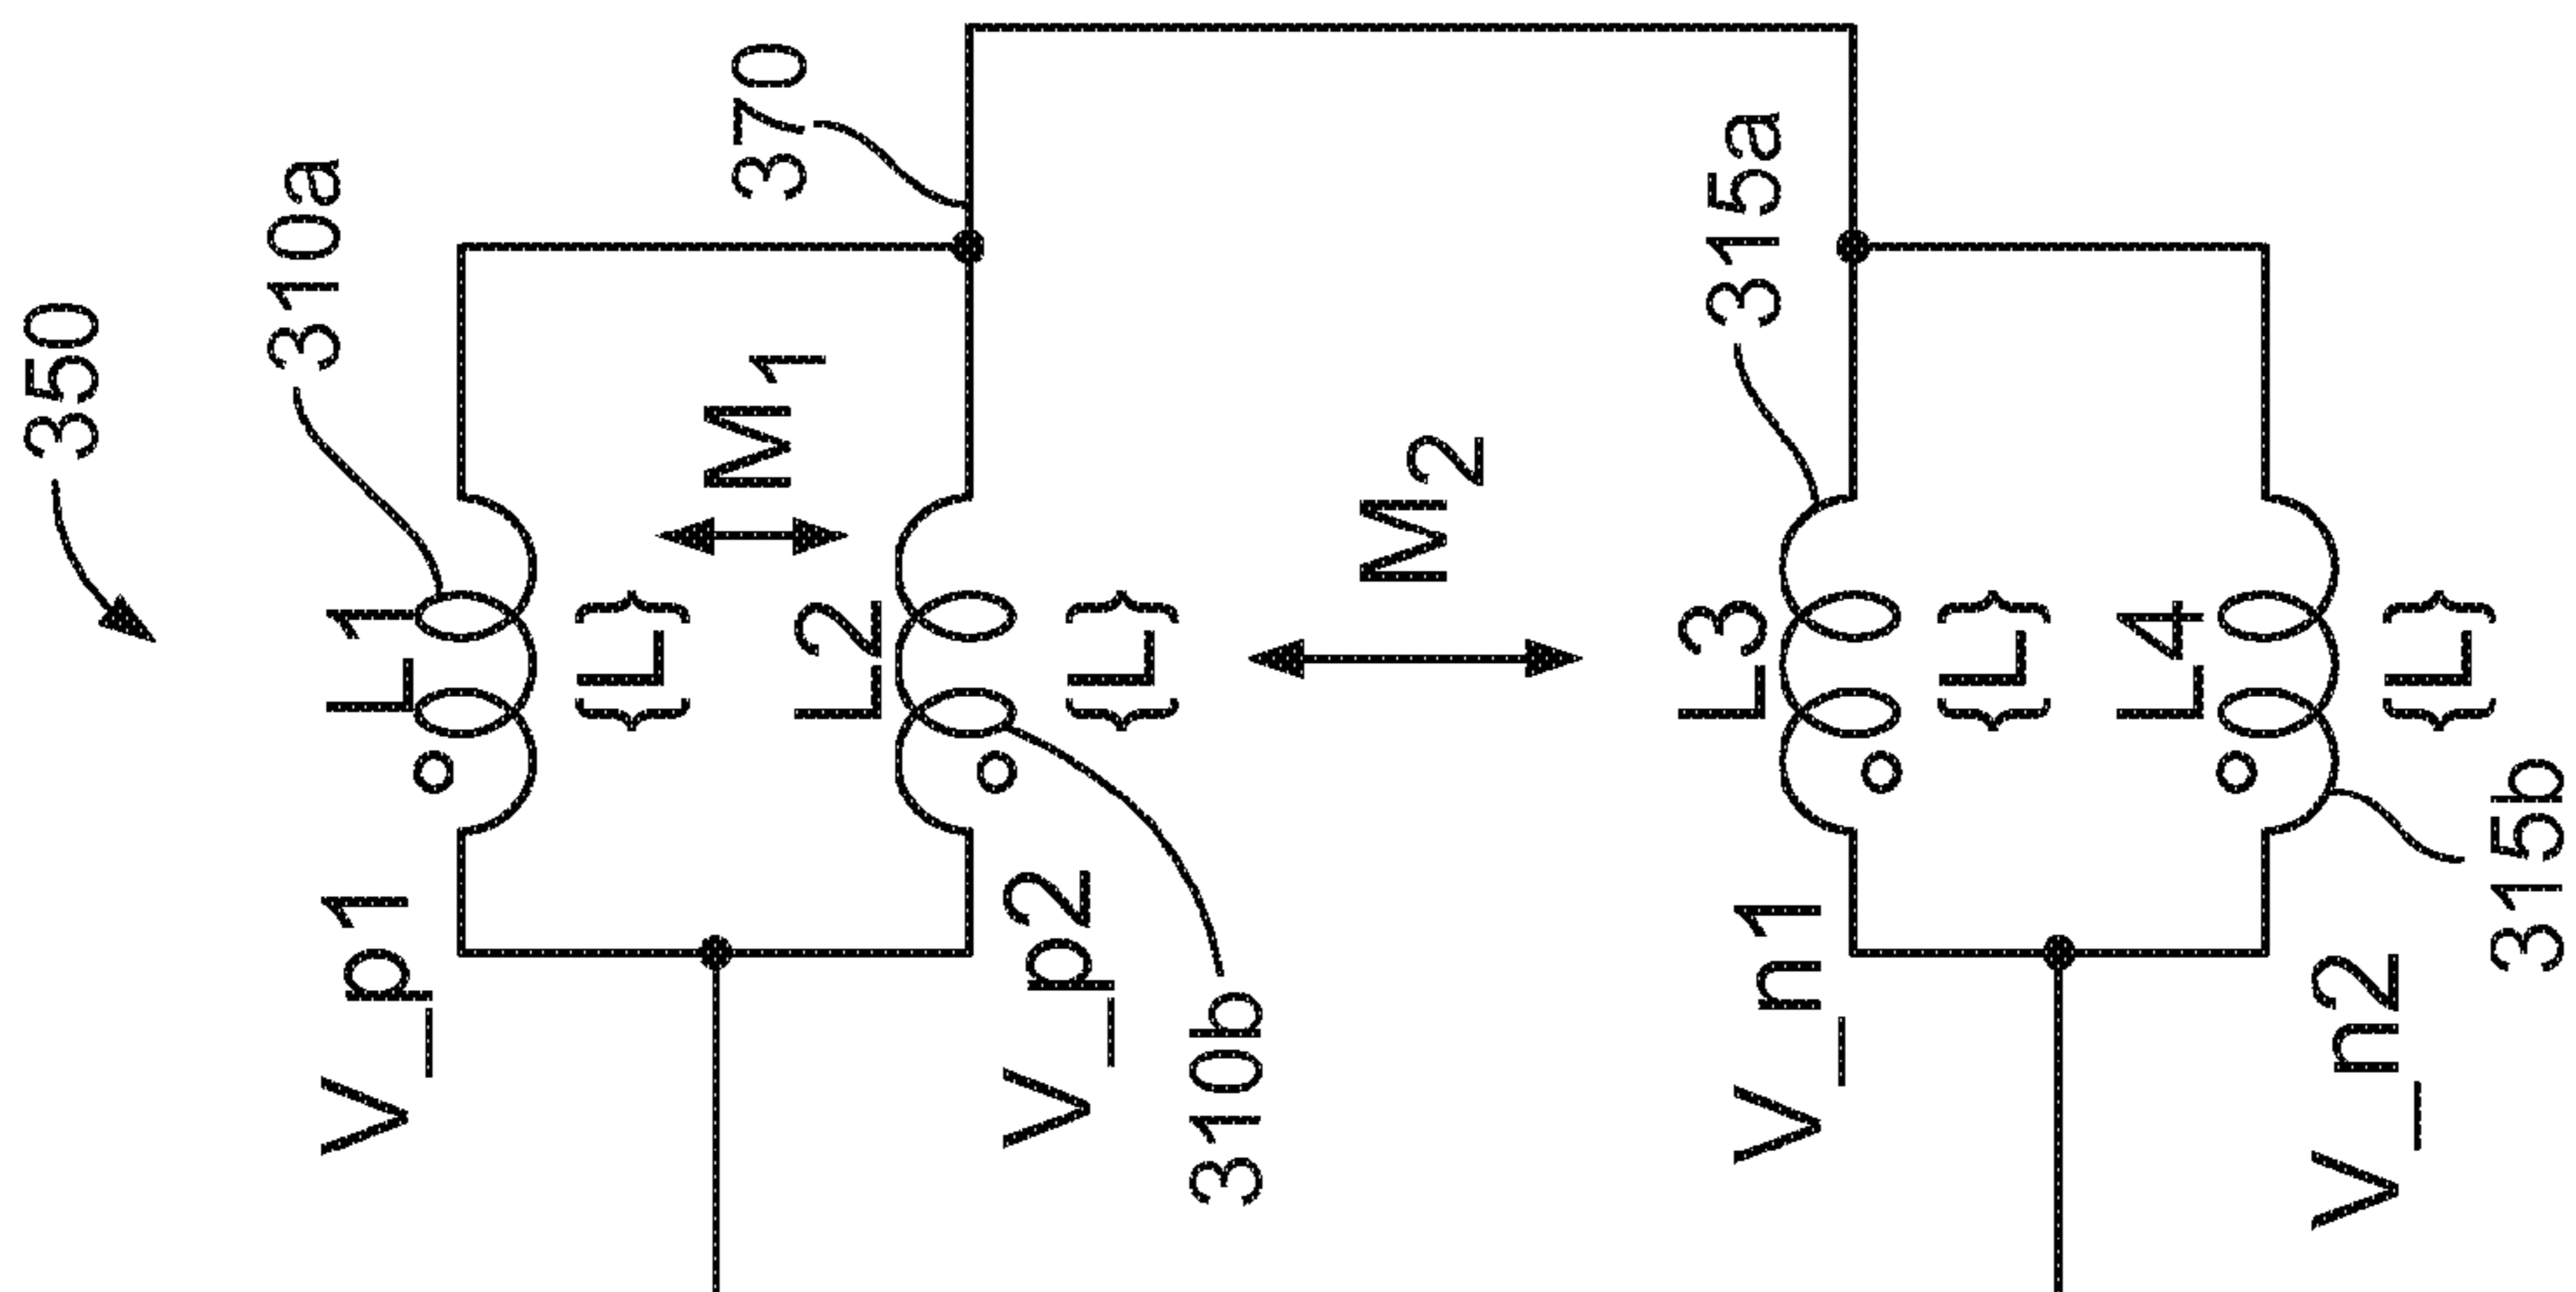 350
310a
L1
{L}
V_p1
370
M1
L2
{L}
V_p2
310b
M2
315a
L3
{L}
V_n1
L4
{L}
V_n2
315b